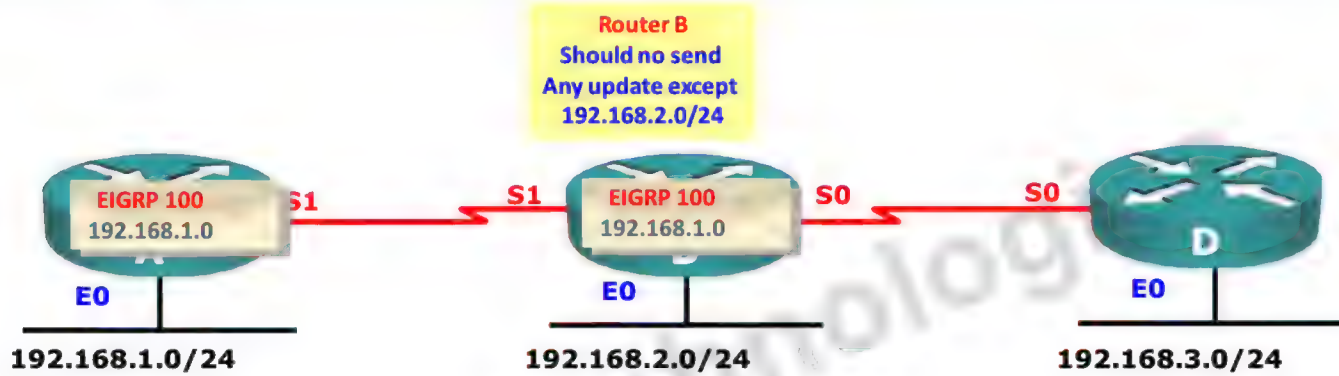 Router B
Should no send
Any update except
192.168.2.0/24
EIGRP 100
192.168.1.0
S1
S1
EIGRP 100
192.168.1.0
S0
S0
D
E0
E0
E0
192.168.1.0/24
192.168.2.0/24
192.168.3.0/24